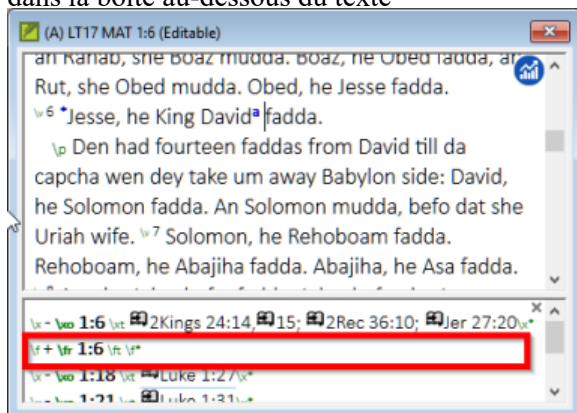 dans la boîte au-dessous du texte
(A) LT17 MAT 1:6 (Editable)
an Rahab, she Boaz mudda. Boaz, he Obed fadda, an
Rut, she Obed mudda. Obed, he Jesse fadda.
\v 6 *Jesse, he King Davidᵃ fadda.
\p Den had fourteen faddas from David till da
capcha wen dey take um away Babylon side: David,
he Solomon fadda. An Solomon mudda, befo dat she
Uriah wife. \v 7 Solomon, he Rehoboam fadda.
Rehoboam, he Abajiha fadda. Abajiha, he Asa fadda.
\x - \xo 1:6 \xt 2Kings 24:14, 15; 2Rec 36:10; Jer 27:20\x*
\f + \fr 1:6 \ft \f*
\x - \xo 1:18 \xt Luke 1:27\x*
\x - \xo 1:21 \xt Luke 1:31\x*